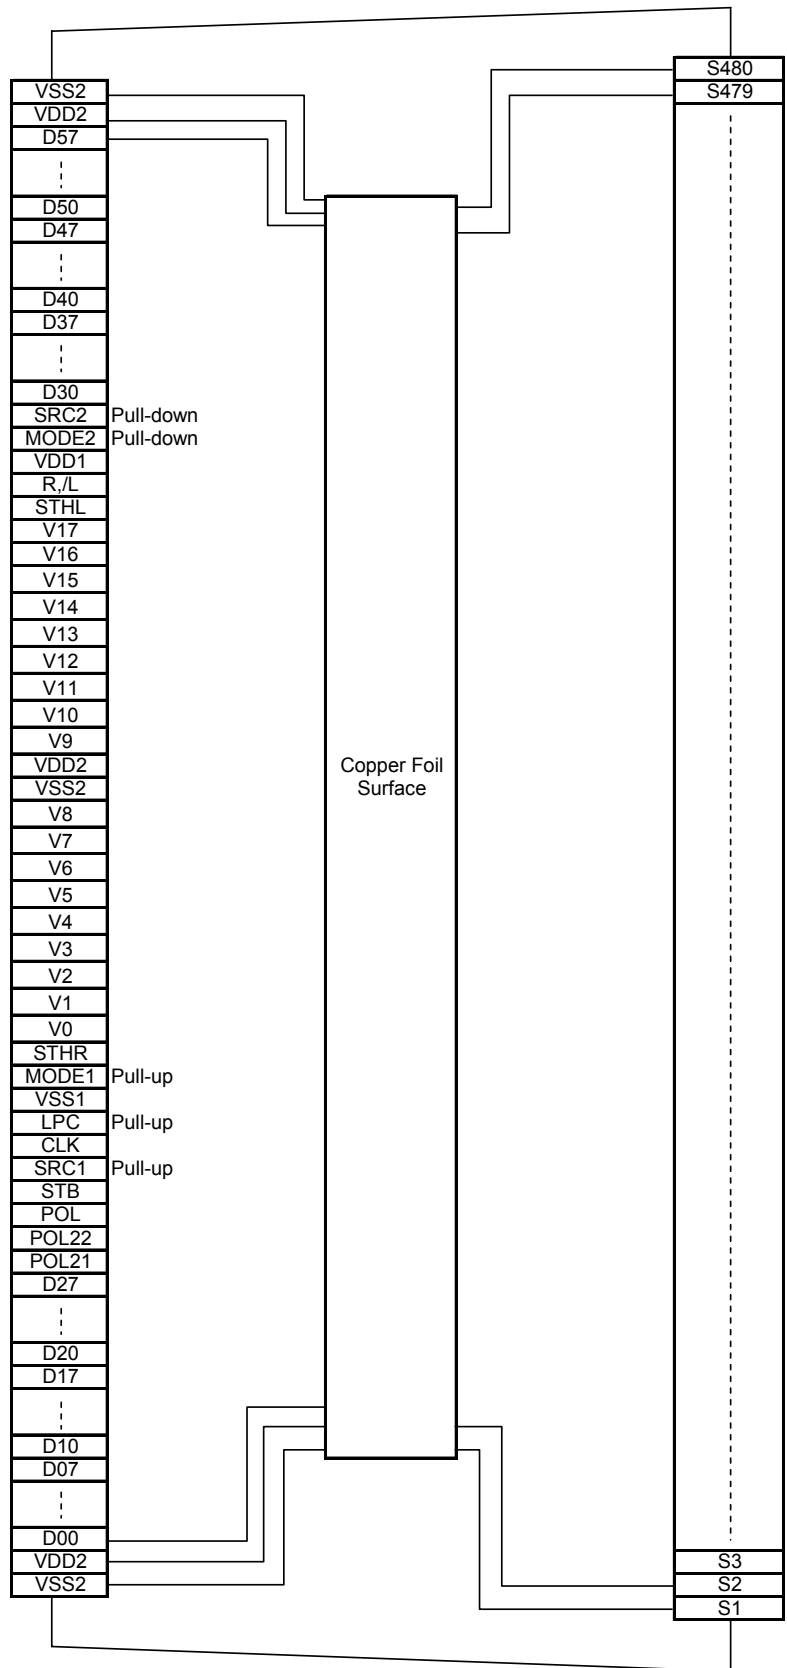 VSS2
VDD2
D57
D50
D47
D40
D37
D30
SRC2 Pull-down
MODE2 Pull-down
VDD1
R,/L
STHL
V17
V16
V15
V14
V13
V12
V11
V10
V9
VDD2
VSS2
V8
V7
V6
V5
V4
V3
V2
V1
V0
STHR
MODE1 Pull-up
VSS1
LPC Pull-up
CLK
SRC1 Pull-up
STB
POL
POL22
POL21
D27
D20
D17
D10
D07
D00
VDD2
VSS2
Copper Foil
Surface
S480
S479
S3
S2
S1